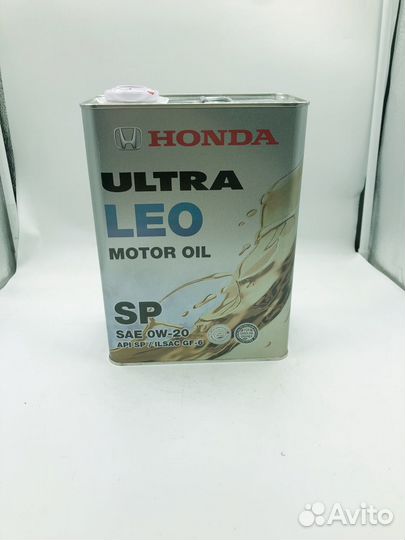 HONDA
ULTRA
LEO
MOTOR OIL
SP
SAE 0W-20
API SP / ILSAC GF-6
Avito